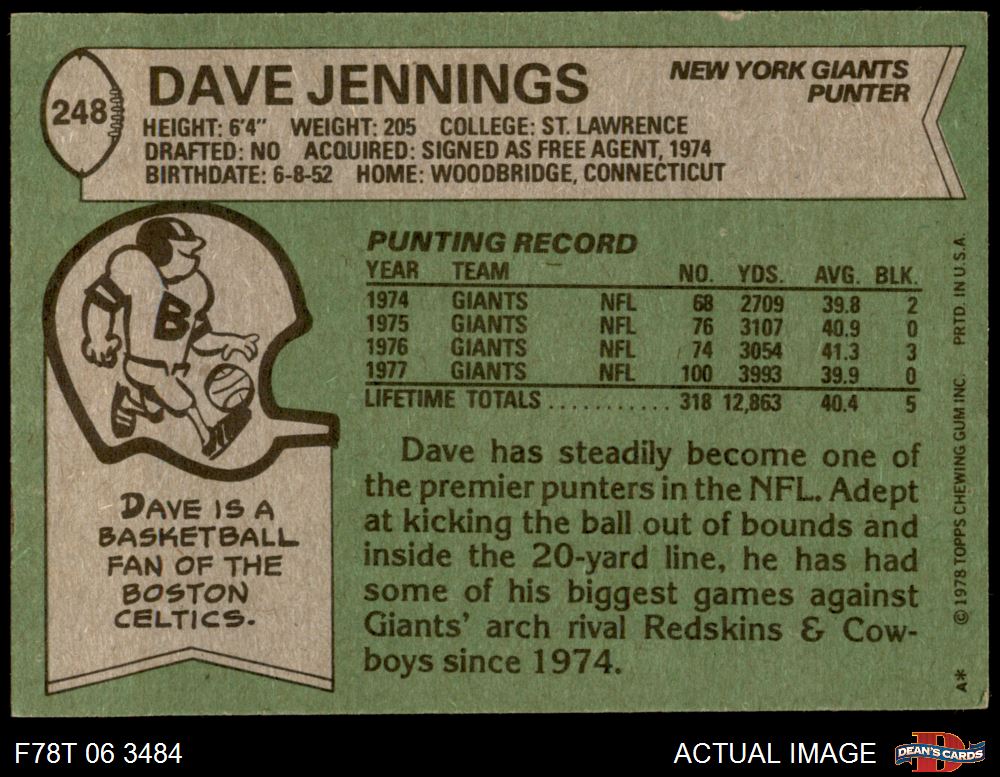 248
DAVE JENNINGS
NEW YORK GIANTS
PUNTER
HEIGHT: 6'4" WEIGHT: 205 COLLEGE: ST. LAWRENCE
DRAFTED: NO ACQUIRED: SIGNED AS FREE AGENT, 1974
BIRTHDATE: 6-8-52 HOME: WOODBRIDGE, CONNECTICUT
B
DAVE IS A
BASKETBALL
FAN OF THE
BOSTON
CELTICS.
PUNTING RECORD
YEAR TEAM NO. YDS. AVG. BLK.
1974 GIANTS NFL 68 2709 39.8 2
1975 GIANTS NFL 76 3107 40.9 0
1976 GIANTS NFL 74 3054 41.3 3
1977 GIANTS NFL 100 3993 39.9 0
LIFETIME TOTALS ........... 318 12,863 40.4 5
Dave has steadily become one of
the premier punters in the NFL. Adept
at kicking the ball out of bounds and
inside the 20-yard line, he has had
some of his biggest games against
Giants' arch rival Redskins & Cow-
boys since 1974.
A* © 1978 TOPPS CHEWING GUM INC. PRTD. IN U.S.A.
F78T 06 3484
ACTUAL IMAGE
D
DEAN'S CARDS